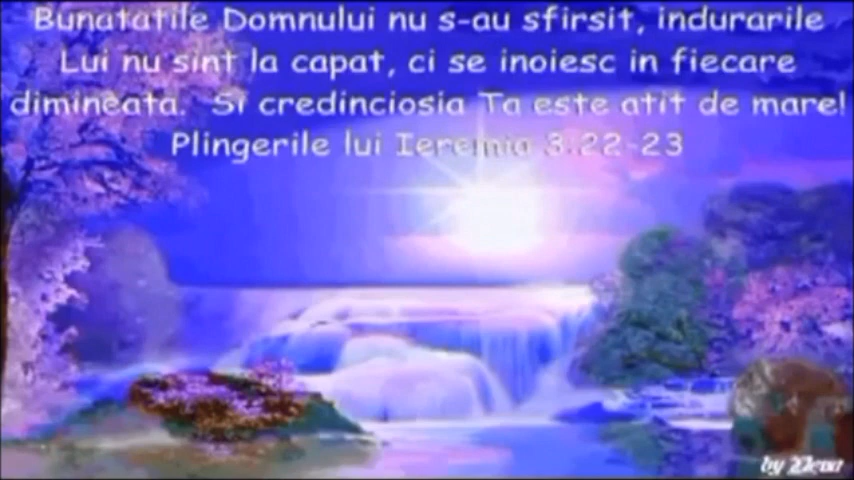 Bunatatile Domnului nu s-au sfirsit, indurarile
Lui nu sint la capat, ci se inoiesc in fiecare
dimineata. Si credinciosia Ta este atit de mare!
Plingerile lui Ieremia 3.22-23
by